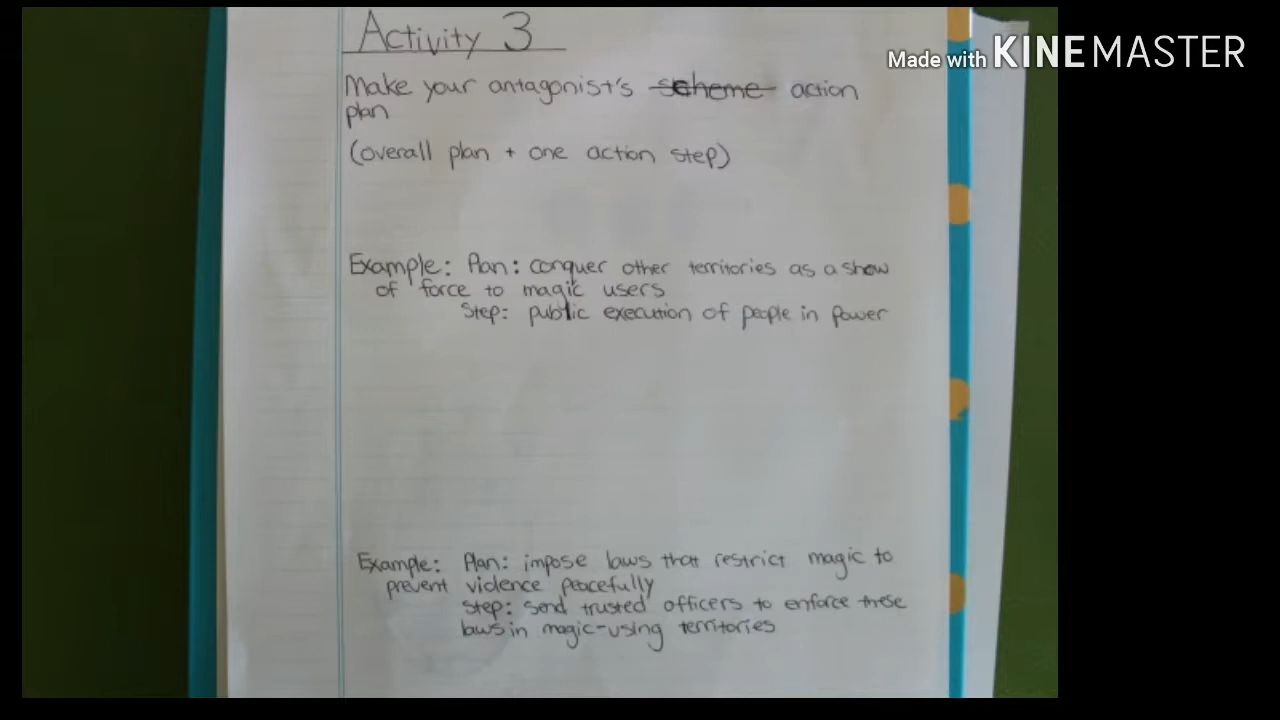 Activity 3
Made with KINEMASTER
Make your antagonist's scheme action
plan
(overall plan + one action step)
Example: Plan: conquer other territories as a show
of force to magic users
Step: public execution of people in power
Example: Plan: impose laws that restrict magic to
prevent violence peacefully
Step: send trusted officers to enforce these
laws in magic-using territories